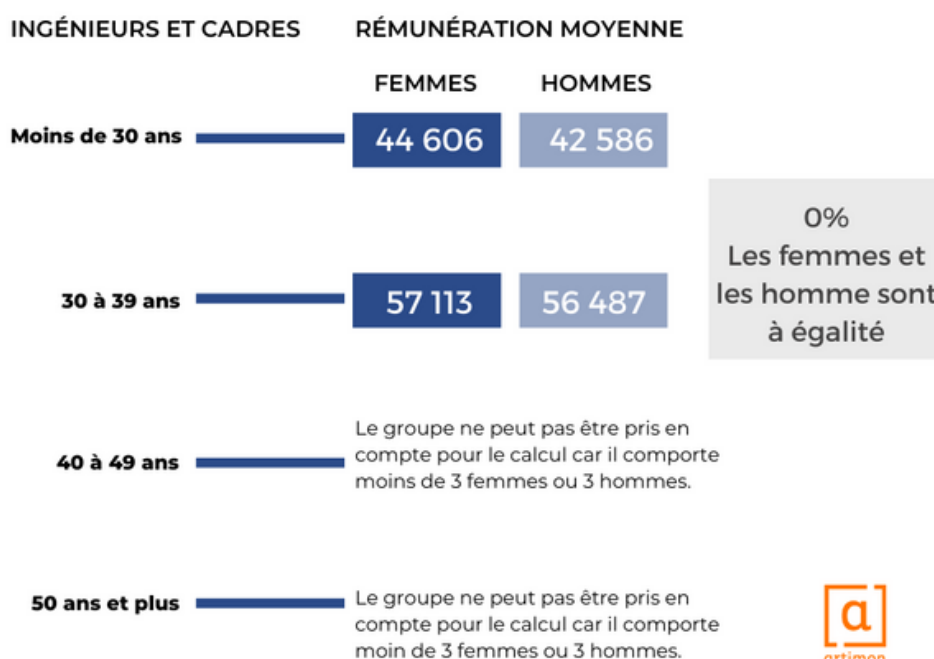 INGÉNIEURS ET CADRES
RÉMUNÉRATION MOYENNE
FEMMES
HOMMES
Moins de 30 ans
44 606
42 586
0%
Les femmes et
les homme sont
à égalité
30 à 39 ans
57 113
56 487
40 à 49 ans
Le groupe ne peut pas être pris en
compte pour le calcul car il comporte
moins de 3 femmes ou 3 hommes.
50 ans et plus
Le groupe ne peut pas être pris en
compte pour le calcul car il comporte
moin de 3 femmes ou 3 hommes.
a
artimon